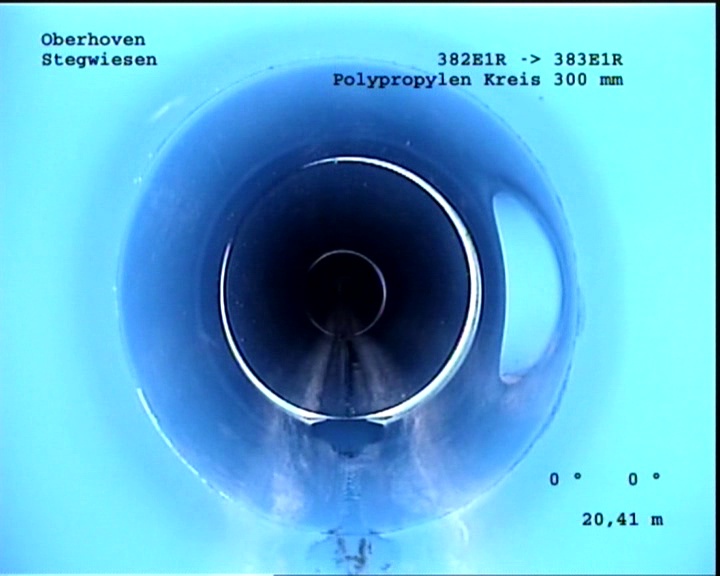 Oberhoven
Stegwiesen
382E1R -> 383E1R
Polypropylen Kreis 300 mm
0 ° 0 °
20,41 m